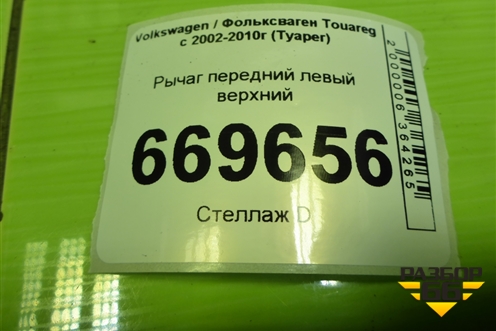 Volkswagen / Фольксваген Touareg
с 2002-2010г (Туарег)
Рычаг передний левый
верхний
669656
Стеллаж D
2000006364265
РАЗБОР